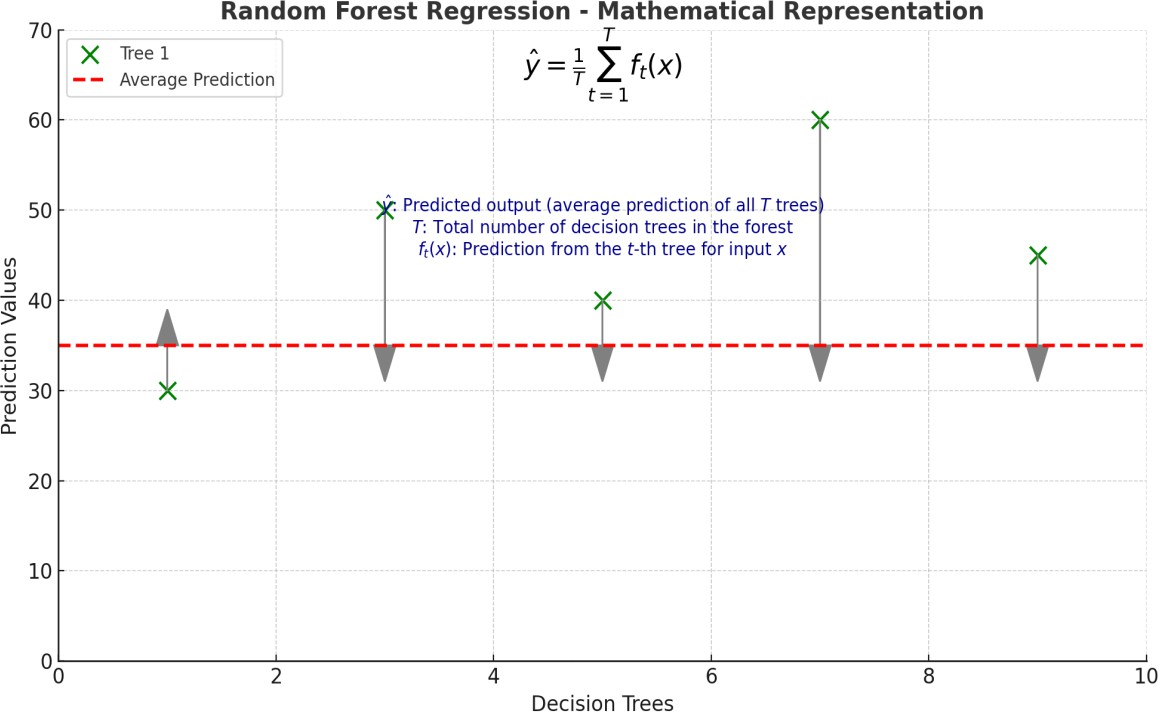 Random Forest Regression - Mathematical Representation
70
Tree 1
Average Prediction
ŷ = 1/T ∑_{t = 1}^{T} f_t(x)
60
50
ŷ: Predicted output (average prediction of all T trees)
T: Total number of decision trees in the forest
f_t(x): Prediction from the t-th tree for input x
40
30
20
10
0
Prediction Values
0 2 4 6 8 10
Decision Trees